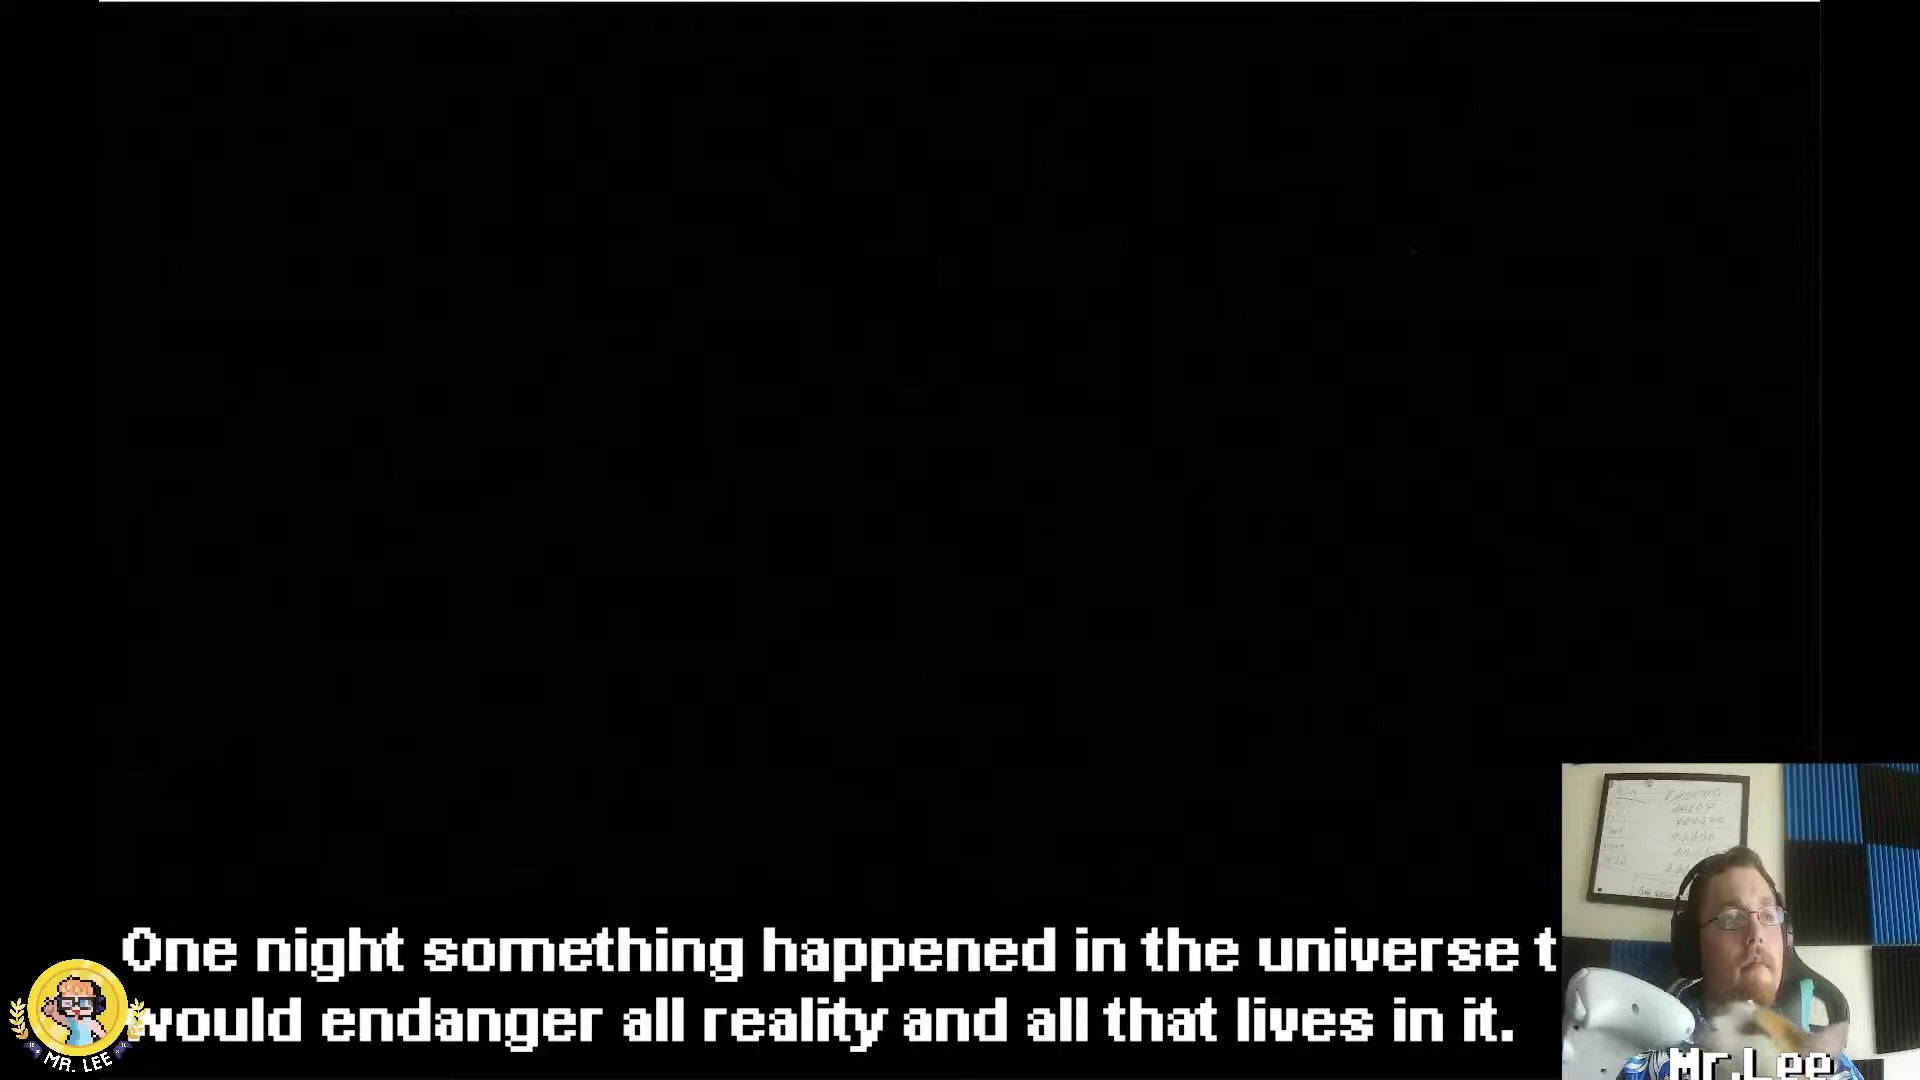 One night something happened in the universe t
would endanger all reality and all that lives in it.
MR. LEE
Mr.Lee